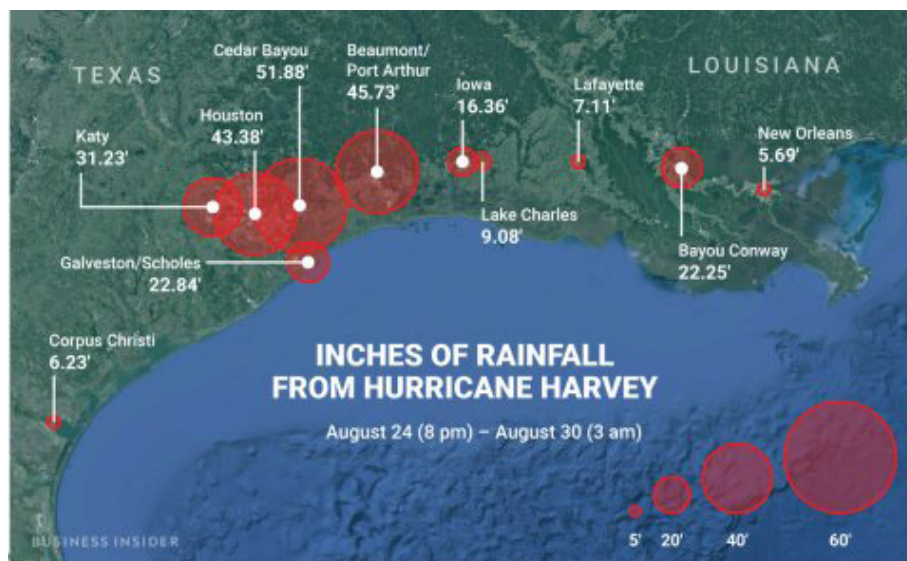 TEXAS
LOUISIANA
Cedar Bayou
51.88'
Beaumont/
Port Arthur
45.73'
Iowa
16.36'
Lafayette
7.11'
Houston
43.38'
Katy
31.23'
New Orleans
5.69'
Lake Charles
9.08'
Bayou Conway
22.25'
Galveston/Scholes
22.84'
Corpus Christi
6.23'
INCHES OF RAINFALL
FROM HURRICANE HARVEY
August 24 (8 pm) – August 30 (3 am)
5' 20' 40' 60'
BUSINESS INSIDER